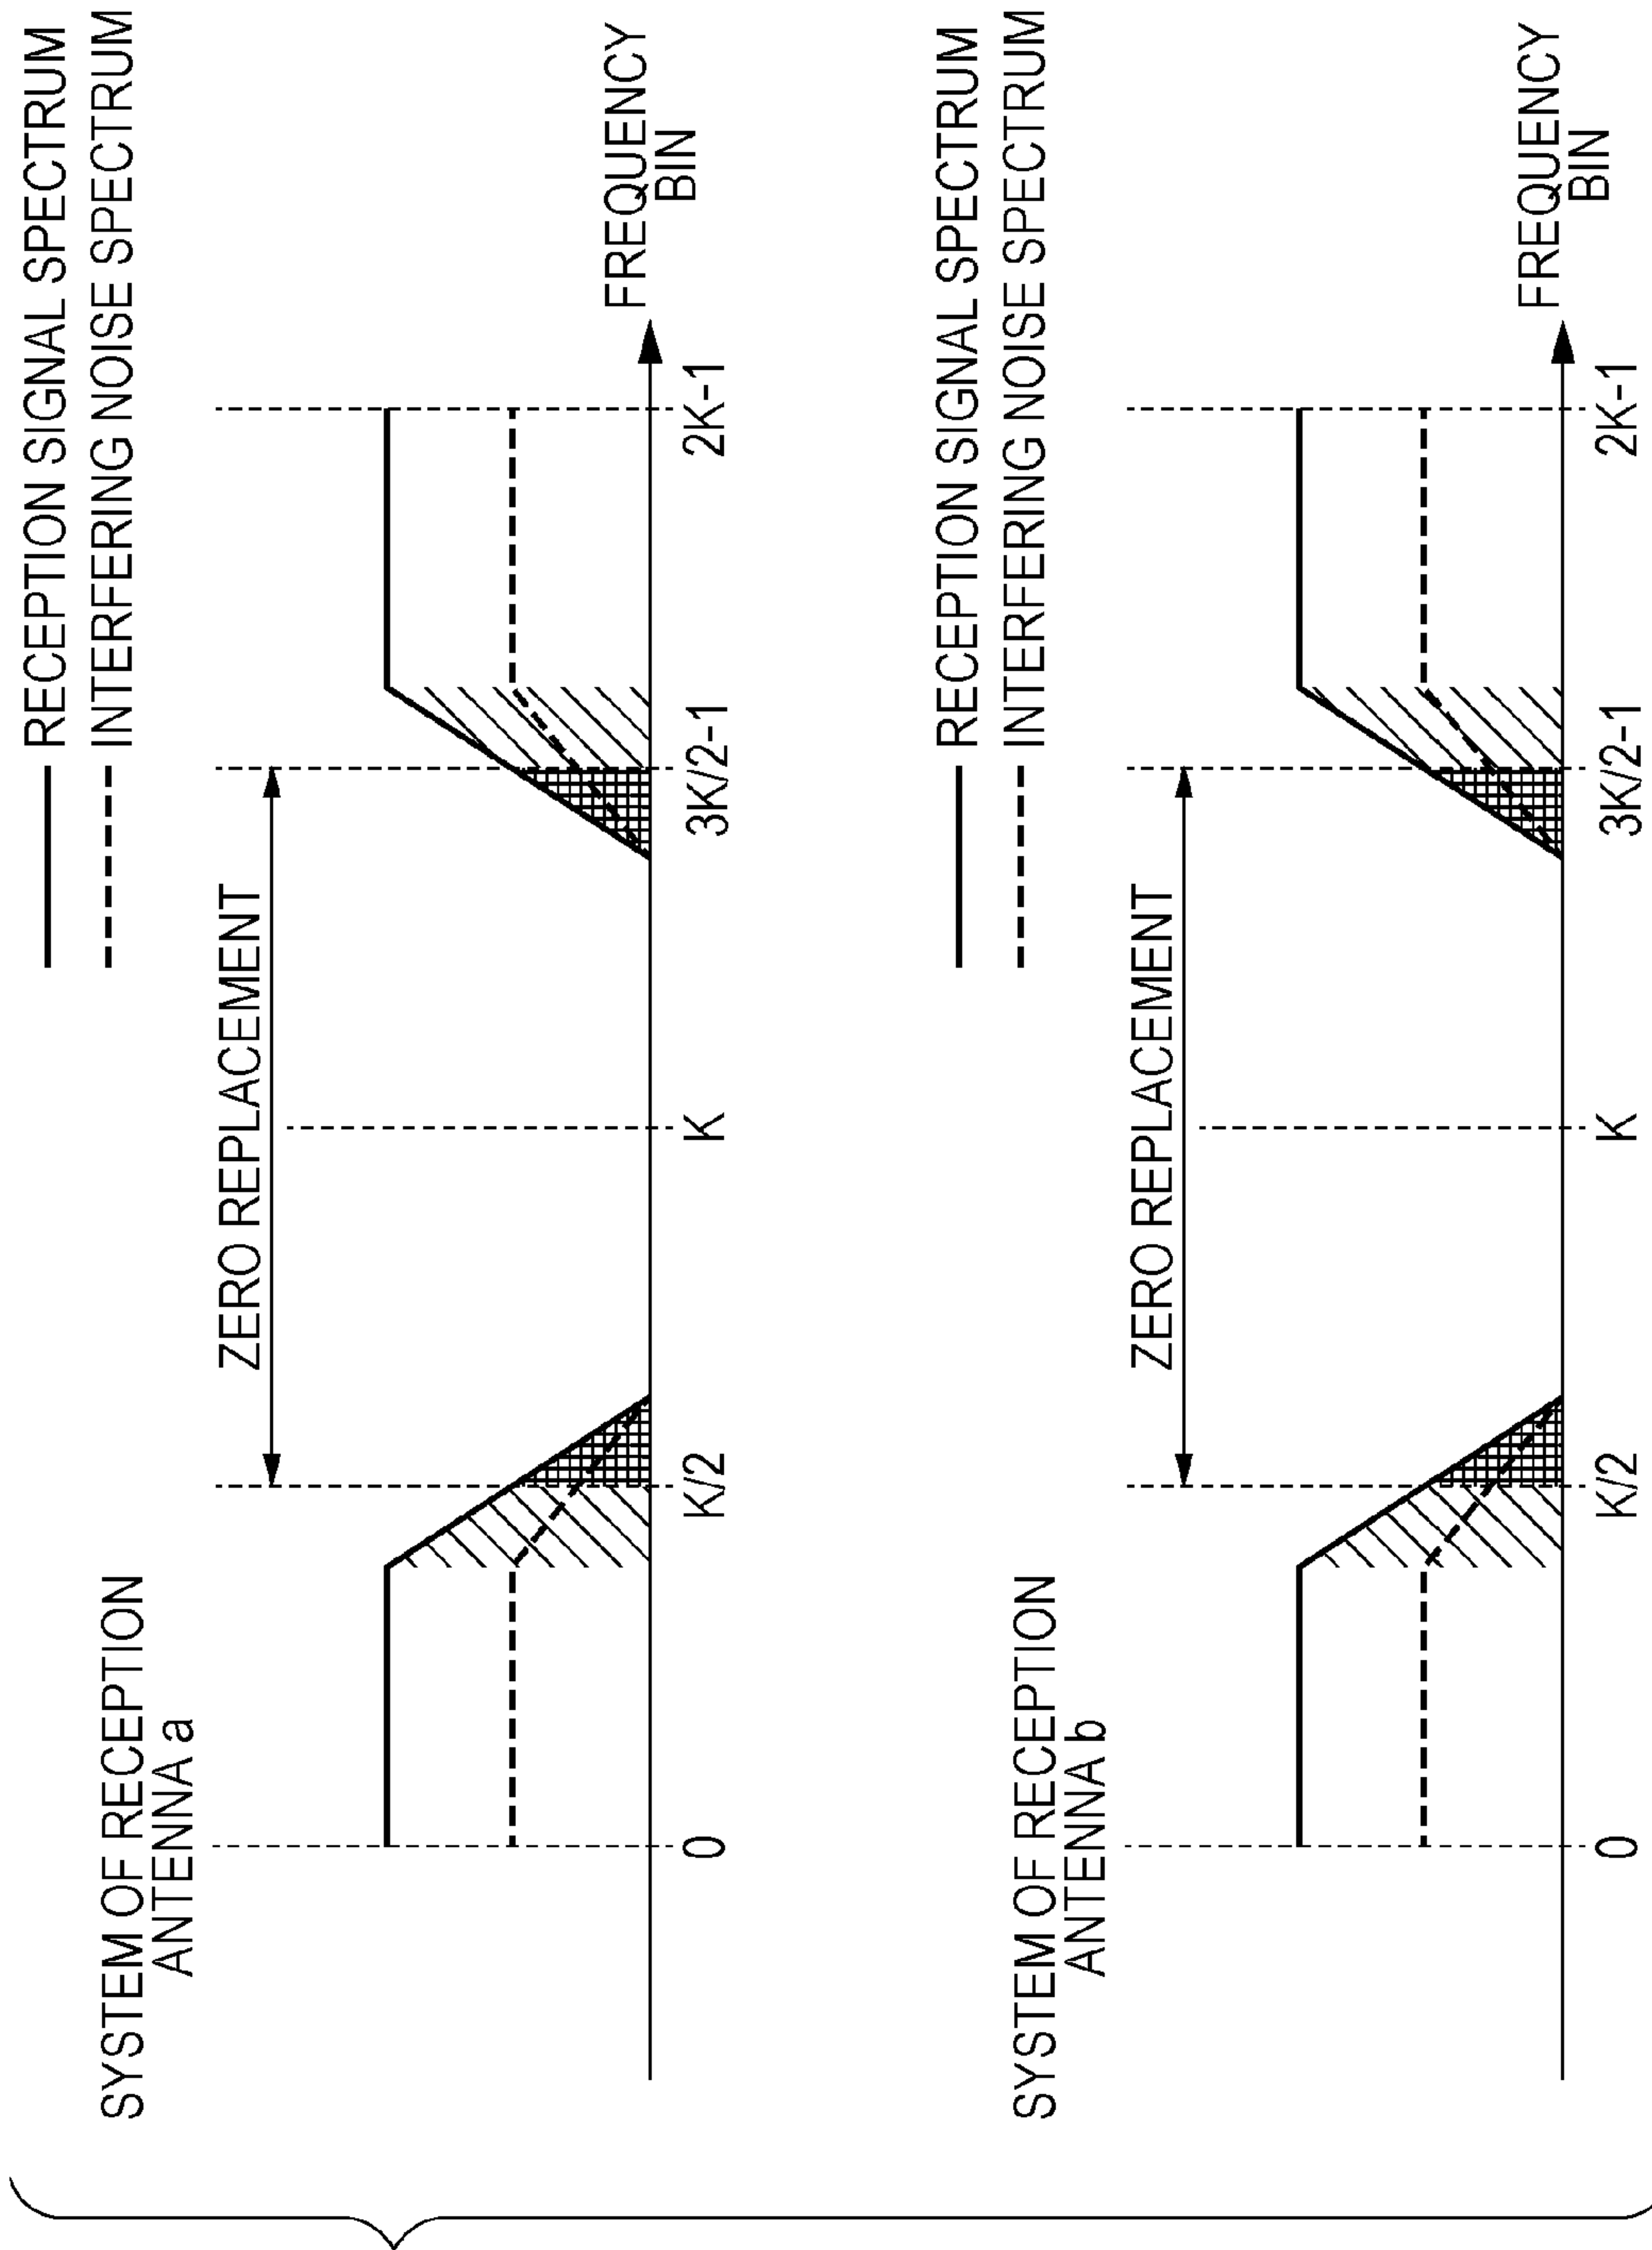 RECEPTION SIGNAL SPECTRUM
INTERFERING NOISE SPECTRUM
SYSTEM OF RECEPTION
ANTENNA a
ZERO REPLACEMENT
0
K/2
K
3K/2-1
2K-1
FREQUENCY
BIN
RECEPTION SIGNAL SPECTRUM
INTERFERING NOISE SPECTRUM
SYSTEM OF RECEPTION
ANTENNA b
ZERO REPLACEMENT
0
K/2
K
3K/2-1
2K-1
FREQUENCY
BIN